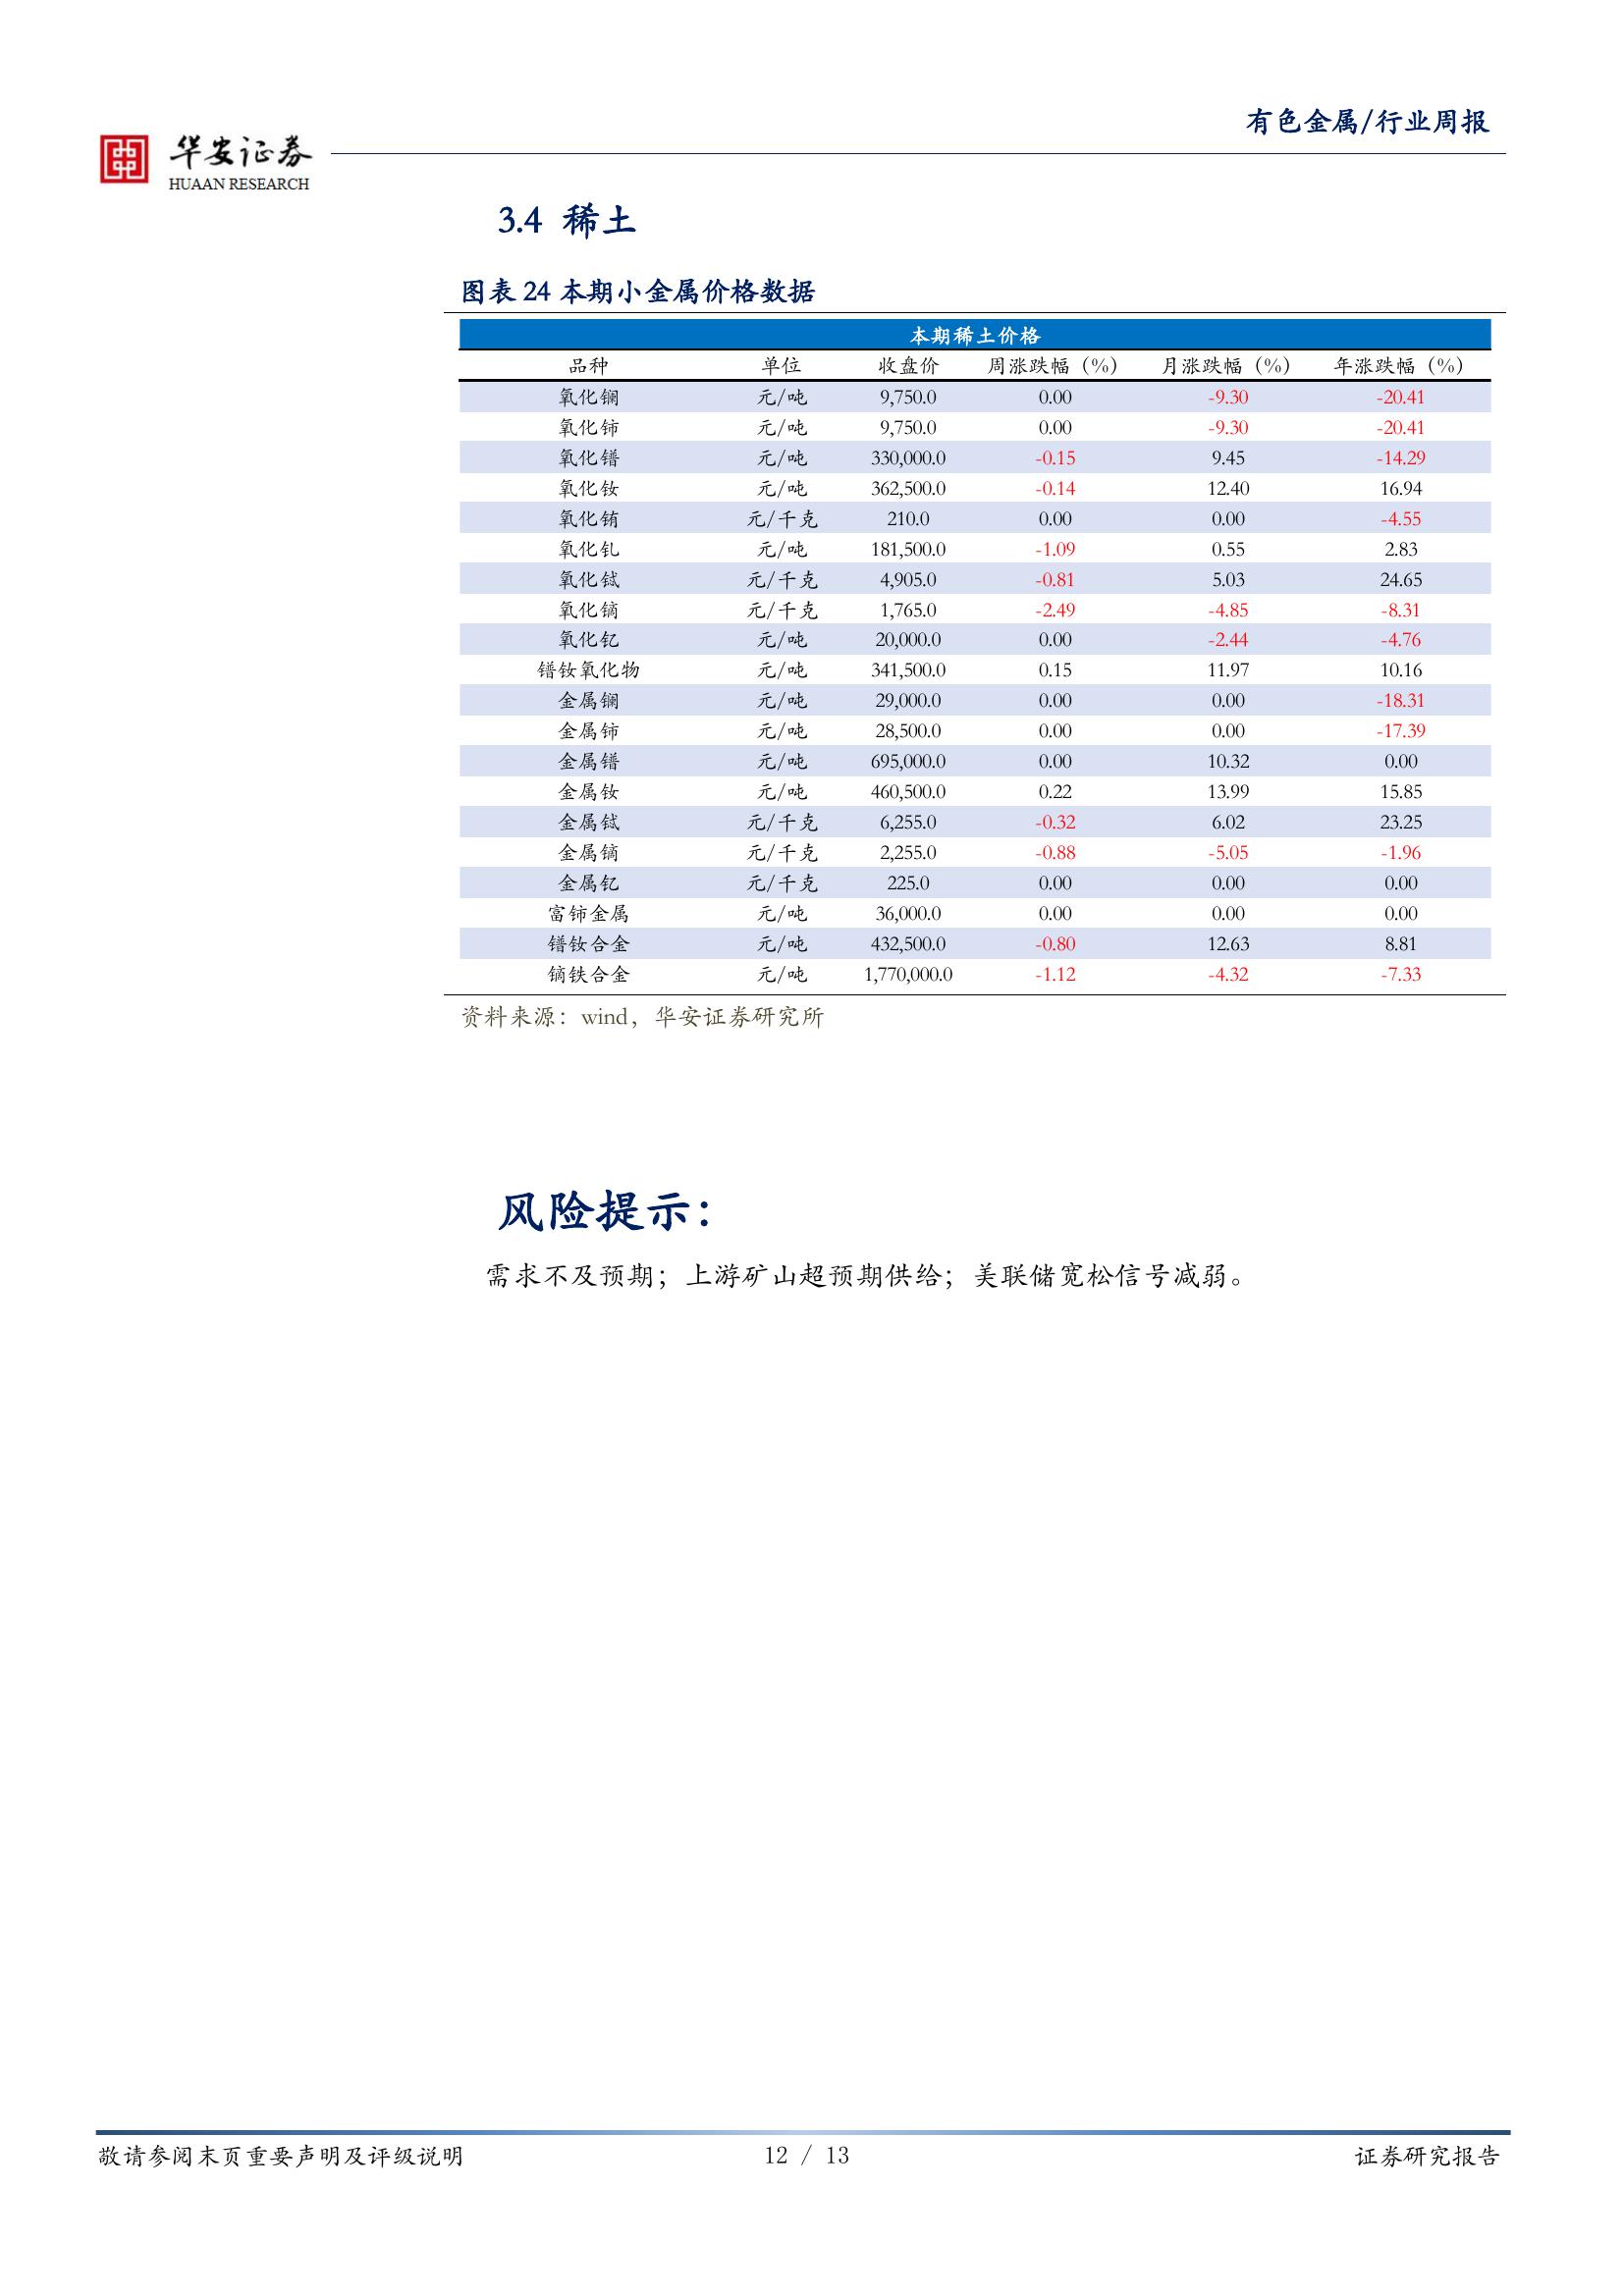 有色金属/行业周报
华安证券
HUAAN RESEARCH
3.4 稀土
图表 24 本期小金属价格数据
本期稀土价格
品种 单位 收盘价 周涨跌幅（%） 月涨跌幅（%） 年涨跌幅（%）
氧化镧 元/吨 9,750.0 0.00 -9.30 -20.41
氧化铈 元/吨 9,750.0 0.00 -9.30 -20.41
氧化镨 元/吨 330,000.0 -0.15 9.45 -14.29
氧化钕 元/吨 362,500.0 -0.14 12.40 16.94
氧化铕 元/千克 210.0 0.00 0.00 -4.55
氧化钆 元/吨 181,500.0 -1.09 0.55 2.83
氧化铽 元/千克 4,905.0 -0.81 5.03 24.65
氧化镝 元/千克 1,765.0 -2.49 -4.85 -8.31
氧化钇 元/吨 20,000.0 0.00 -2.44 -4.76
镨钕氧化物 元/吨 341,500.0 0.15 11.97 10.16
金属镧 元/吨 29,000.0 0.00 0.00 -18.31
金属铈 元/吨 28,500.0 0.00 0.00 -17.39
金属镨 元/吨 695,000.0 0.00 10.32 0.00
金属钕 元/吨 460,500.0 0.22 13.99 15.85
金属铽 元/千克 6,255.0 -0.32 6.02 23.25
金属镝 元/千克 2,255.0 -0.88 -5.05 -1.96
金属钇 元/千克 225.0 0.00 0.00 0.00
富铈金属 元/吨 36,000.0 0.00 0.00 0.00
镨钕合金 元/吨 432,500.0 -0.80 12.63 8.81
镝铁合金 元/吨 1,770,000.0 -1.12 -4.32 -7.33
资料来源：wind，华安证券研究所
风险提示：
需求不及预期；上游矿山超预期供给；美联储宽松信号减弱。
敬请参阅末页重要声明及评级说明 12 / 13 证券研究报告